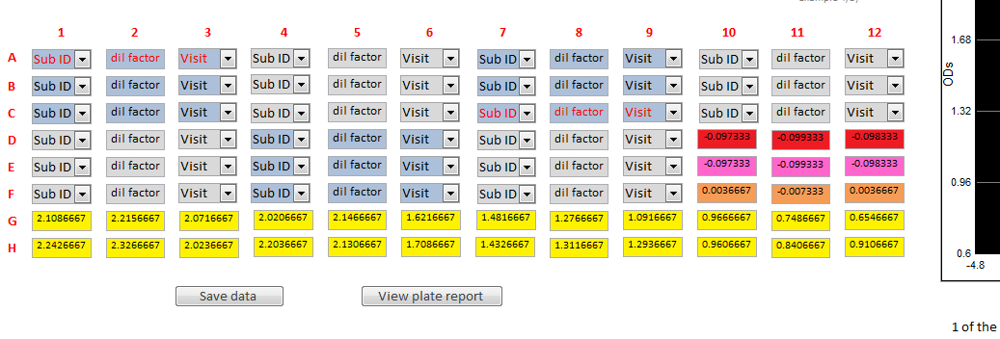 1 2 3 4 5 6 7 8 9 10 11 12
A Sub ID dil factor Visit Sub ID dil factor Visit Sub ID dil factor Visit Sub ID dil factor Visit
B Sub ID dil factor Visit Sub ID dil factor Visit Sub ID dil factor Visit Sub ID dil factor Visit
C Sub ID dil factor Visit Sub ID dil factor Visit Sub ID dil factor Visit Sub ID dil factor Visit
D Sub ID dil factor Visit Sub ID dil factor Visit Sub ID dil factor Visit -0.097333 -0.099333 -0.098333
E Sub ID dil factor Visit Sub ID dil factor Visit Sub ID dil factor Visit -0.097333 -0.099333 -0.098333
F Sub ID dil factor Visit Sub ID dil factor Visit Sub ID dil factor Visit 0.0036667 -0.007333 0.0036667
G 2.1086667 2.2156667 2.0716667 2.0206667 2.1466667 1.6216667 1.4816667 1.2766667 1.0916667 0.9666667 0.7486667 0.6546667
H 2.2426667 2.3266667 2.0236667 2.2036667 2.1306667 1.7086667 1.4326667 1.3116667 1.2936667 0.9606667 0.8406667 0.9106667
Save data View plate report
ODs
1.68
1.32
0.96
0.6
-4.8
1 of the